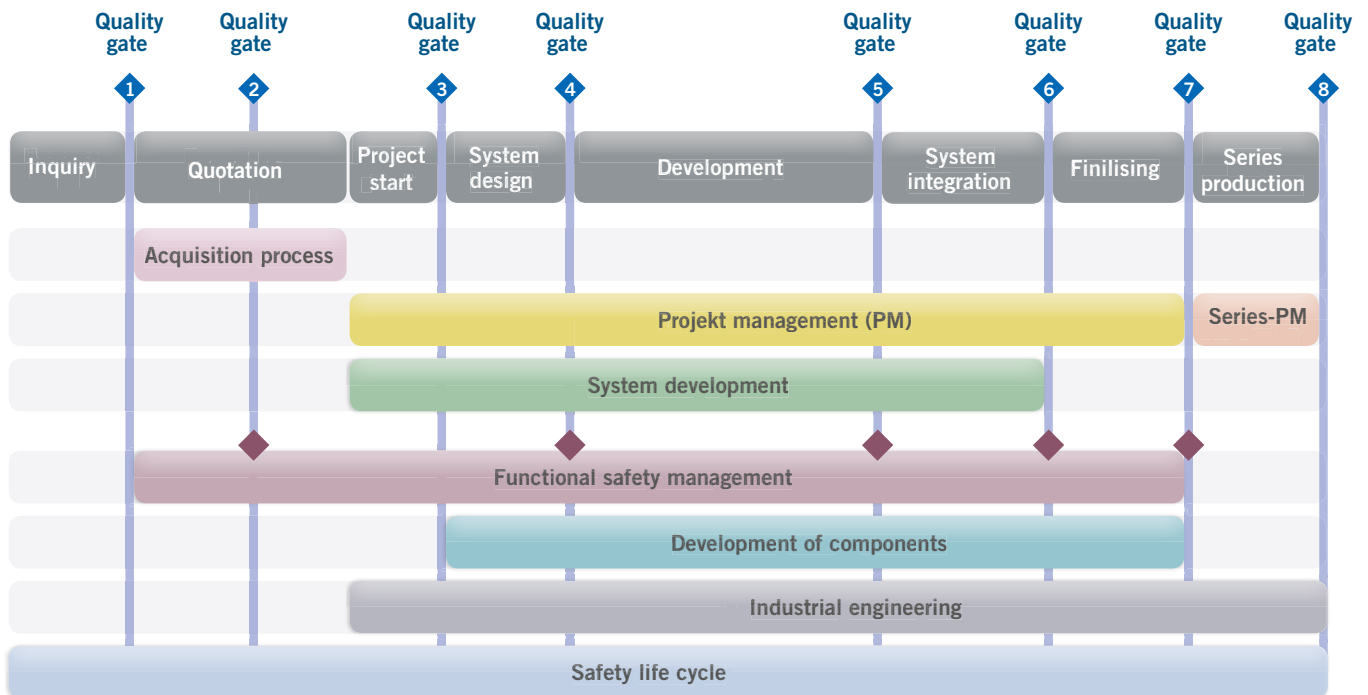 Quality gate
Quality gate
Quality gate
Quality gate
Quality gate
Quality gate
Quality gate
Quality gate
1
2
3
4
5
6
7
8
Inquiry
Quotation
Project start
System design
Development
System integration
Finilising
Series production
Acquisition process
Projekt management (PM)
Series-PM
System development
Functional safety management
Development of components
Industrial engineering
Safety life cycle